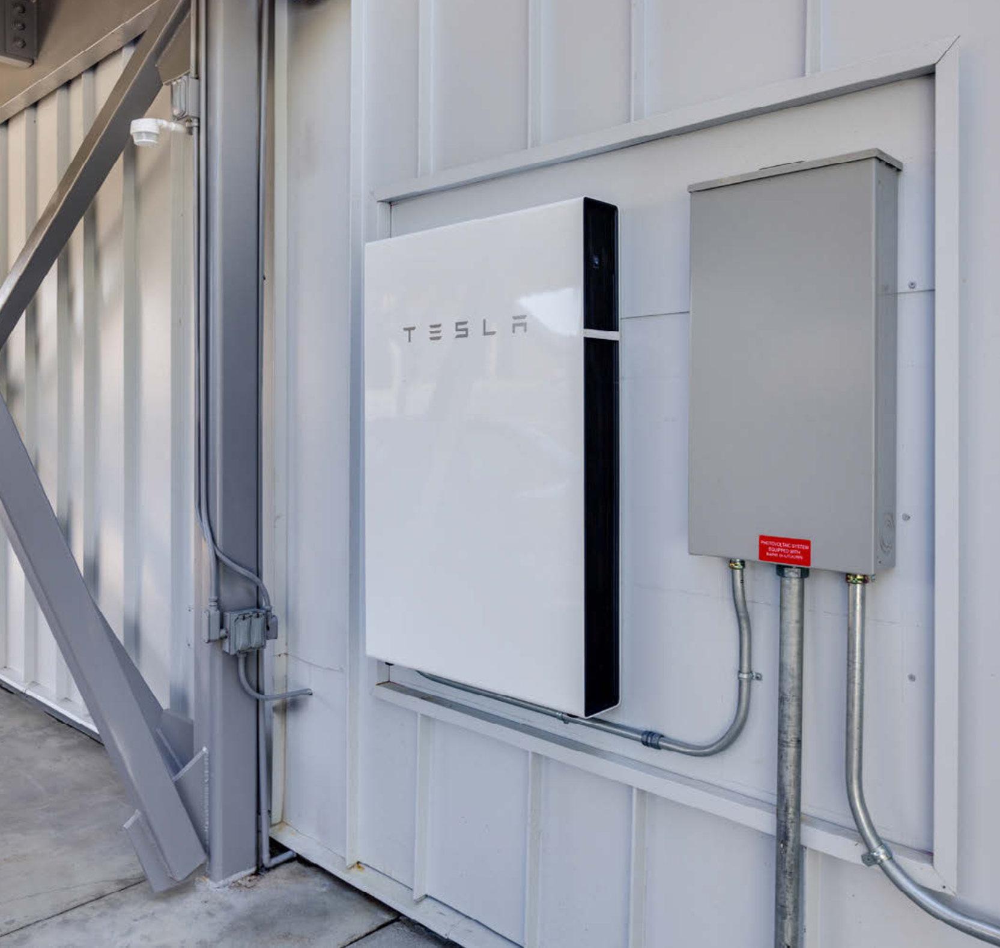 TESLA
PHOTOVOLTAIC SYSTEM
EQUIPPED WITH
RAPID SHUTDOWN